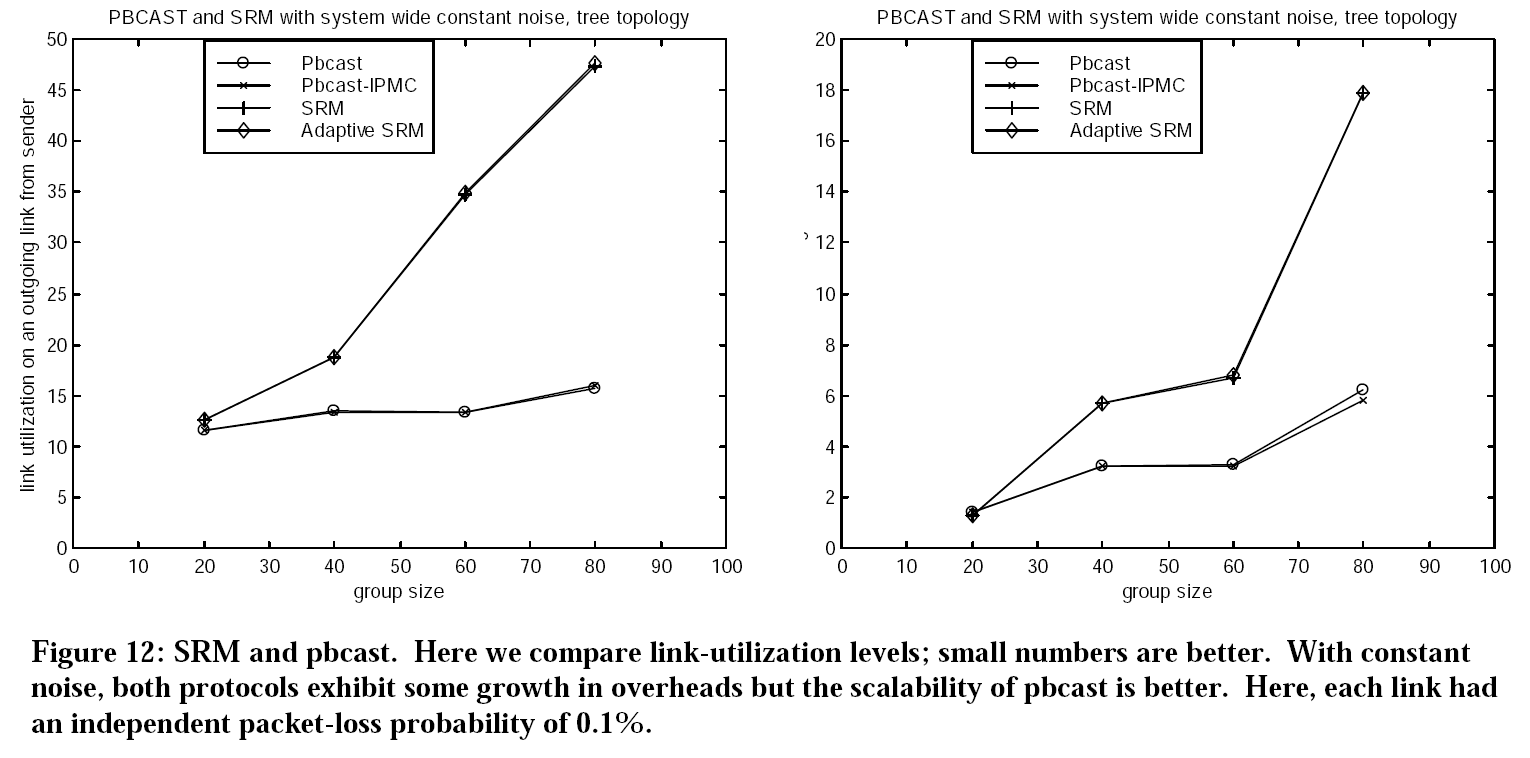 PBCAST and SRM with system wide constant noise, tree topology
50
45
40
35
30
25
20
15
10
5
0
link utilization on an outgoing link from sender
Pbcast
Pbcast-IPMC
SRM
Adaptive SRM
0 10 20 30 40 50 60 70 80 90 100
group size
PBCAST and SRM with system wide constant noise, tree topology
20
18
16
14
12
10
8
6
4
2
0
Pbcast
Pbcast-IPMC
SRM
Adaptive SRM
0 10 20 30 40 50 60 70 80 90 100
group size
Figure 12: SRM and pbcast. Here we compare link-utilization levels; small numbers are better. With constant
noise, both protocols exhibit some growth in overheads but the scalability of pbcast is better. Here, each link had
an independent packet-loss probability of 0.1%.